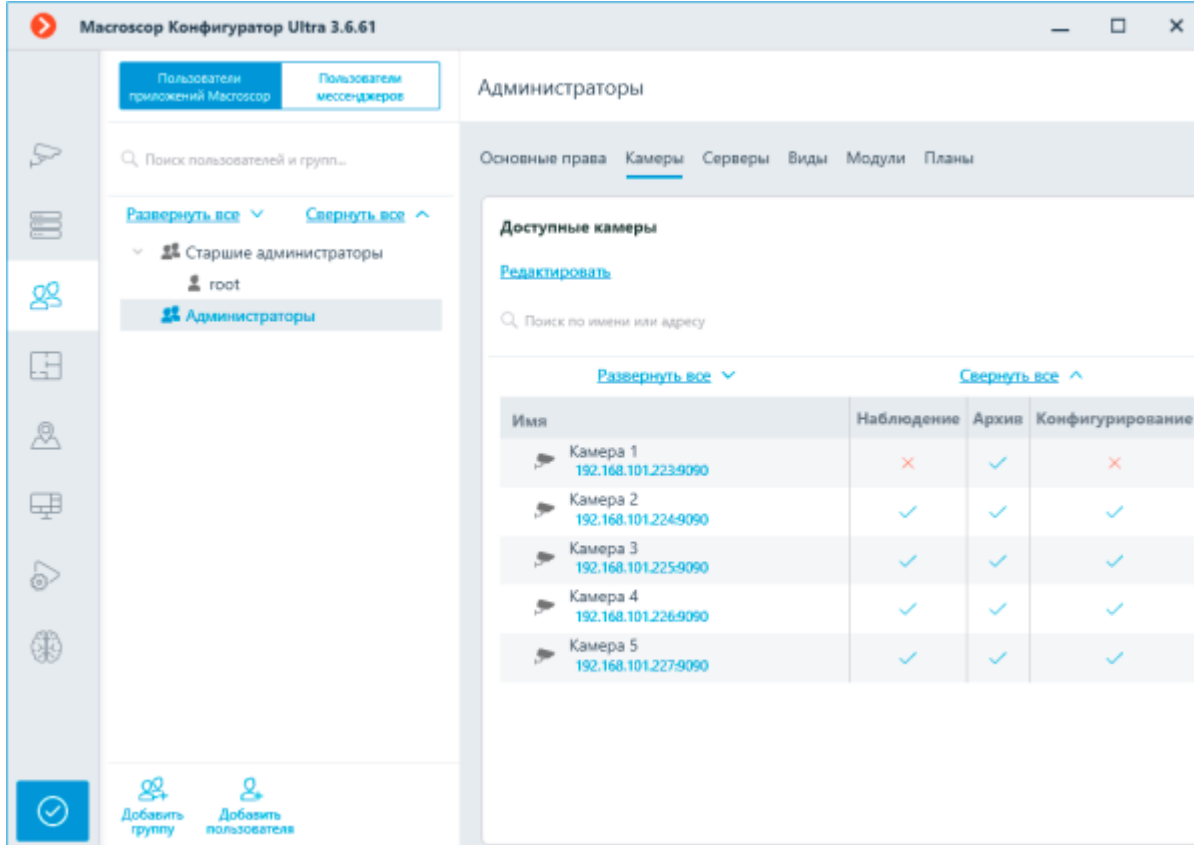 Macroscop Конфигуратор Ultra 3.6.61
Пользователи приложений Macroscop
Пользователи мессенджеров
Поиск пользователей и групп...
Развернуть все
Свернуть все
Старшие администраторы
root
Администраторы
Добавить группу
Добавить пользователя
Администраторы
Основные права Камеры Серверы Виды Модули Планы
Доступные камеры
Редактировать
Поиск по имени или адресу
Развернуть все
Свернуть все
Имя Наблюдение Архив Конфигурирование
Камера 1
192.168.101.223:9090
Камера 2
192.168.101.224:9090
Камера 3
192.168.101.225:9090
Камера 4
192.168.101.226:9090
Камера 5
192.168.101.227:9090